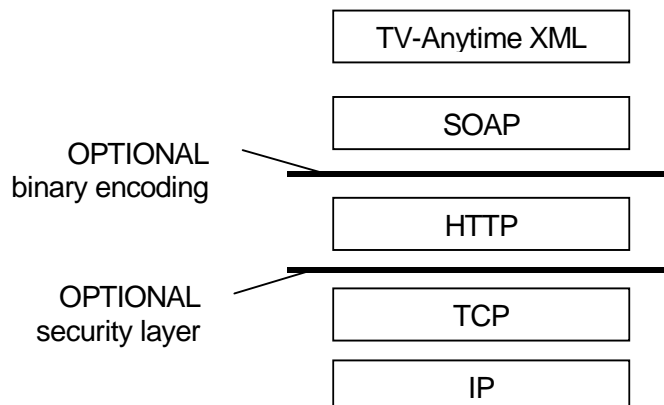 TV-Anytime XML
SOAP
OPTIONAL
binary encoding
HTTP
OPTIONAL
security layer
TCP
IP